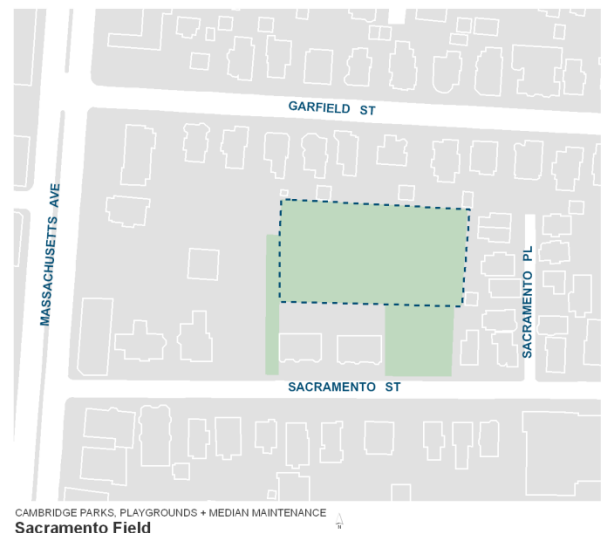 GARFIELD ST
MASSACHUSETTS AVE
SACRAMENTO PL
SACRAMENTO ST
CAMBRIDGE PARKS, PLAYGROUNDS + MEDIAN MAINTENANCE
N
Sacramento Field